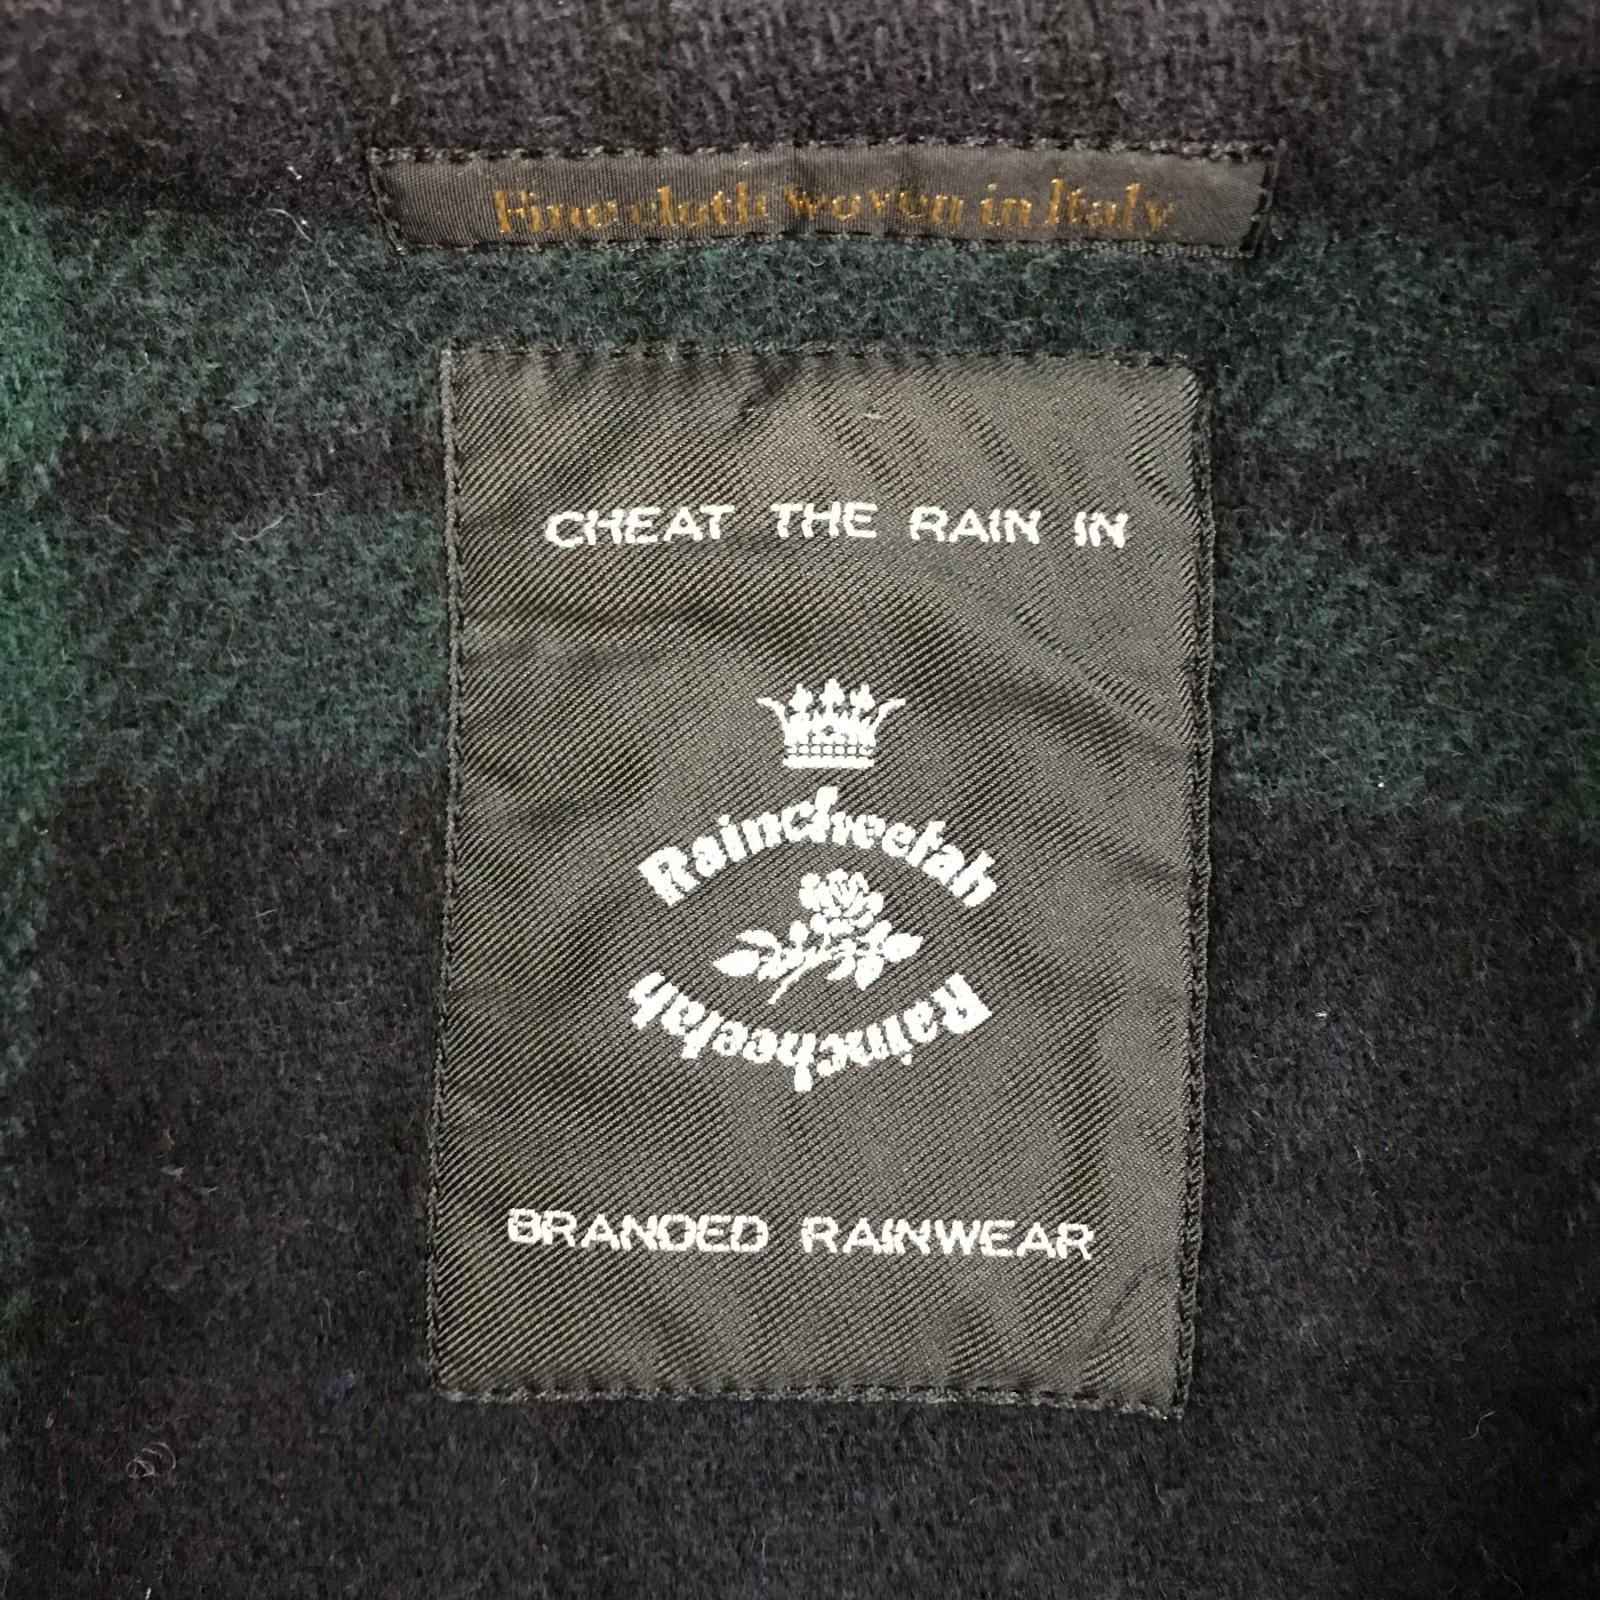 Fine cloth woven in Italy
CHEAT THE RAIN IN
Raincheetah
Raincheetah
BRANDED RAINWEAR